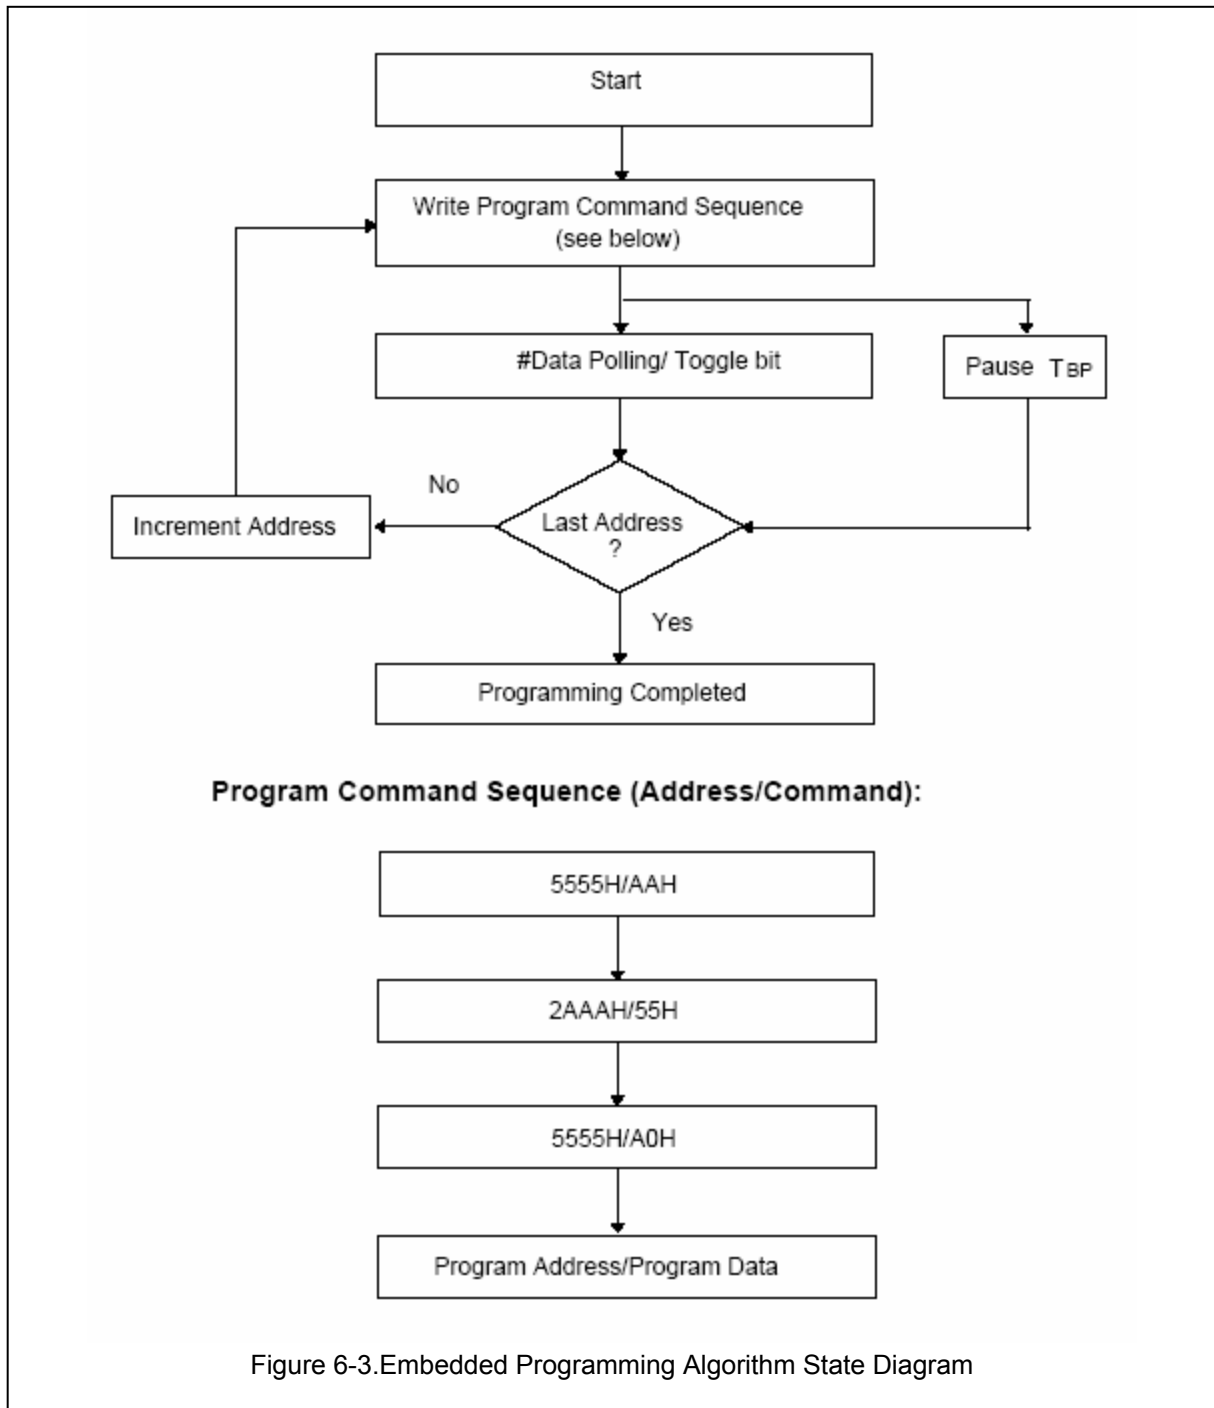 Start
Write Program Command Sequence
(see below)
#Data Polling/ Toggle bit
Pause TBP
No
Increment Address
Last Address
?
Yes
Programming Completed
Program Command Sequence (Address/Command):
5555H/AAH
2AAAH/55H
5555H/A0H
Program Address/Program Data
Figure 6-3.Embedded Programming Algorithm State Diagram